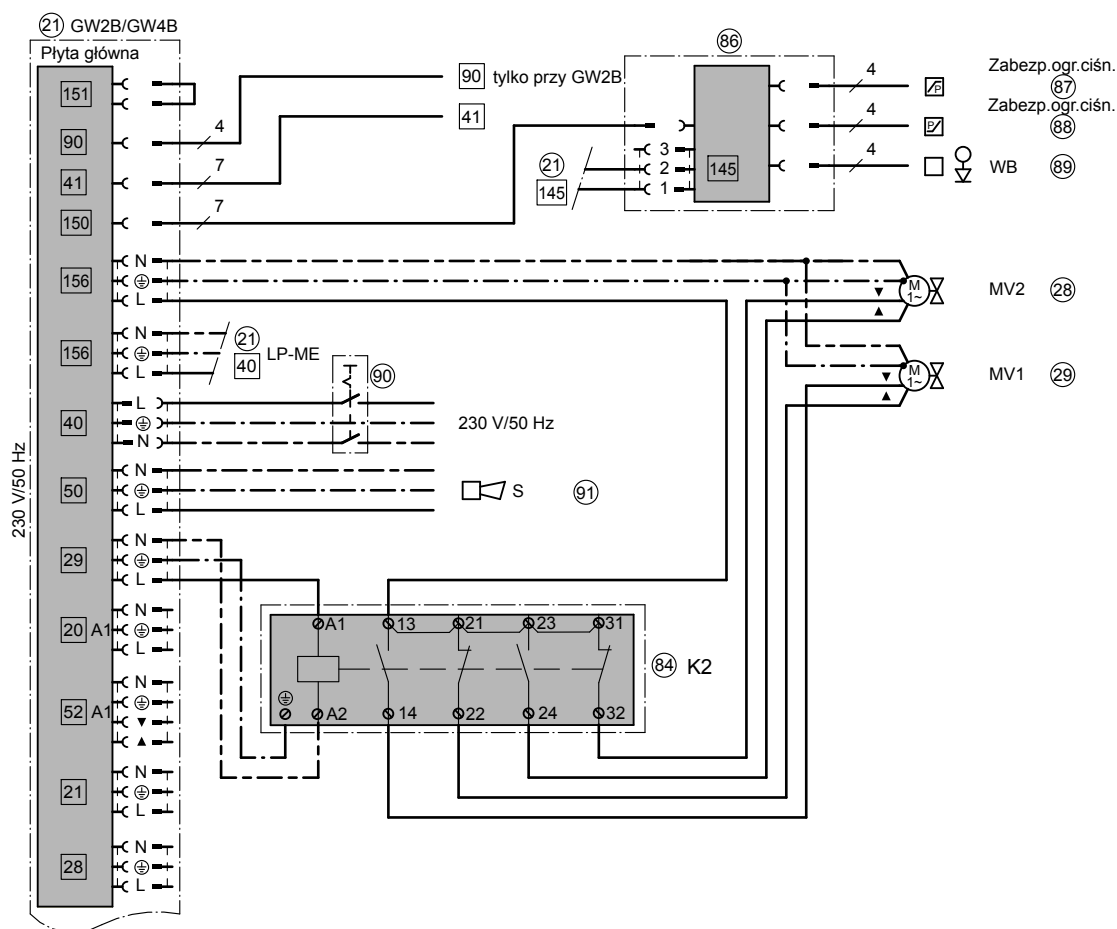 21 GW2B/GW4B
Płyta główna
86
151
90 tylko przy GW2B
4
Zabezp.ogr.ciśn.
P
87
90
4
41
4
Zabezp.ogr.ciśn.
P
88
41
7
21
3
2
1
145
145
4
WB 89
150
7
156
N
L
M
1~
MV2 28
156
N
L
21
40
LP-ME
M
1~
MV1 29
40
L
N
90
230 V/50 Hz
230 V/50 Hz
50
N
L
S 91
29
N
L
20 A1
N
L
A1 13 21 23 31
84 K2
A2 14 22 24 32
52 A1
N
21
N
L
28
N
L